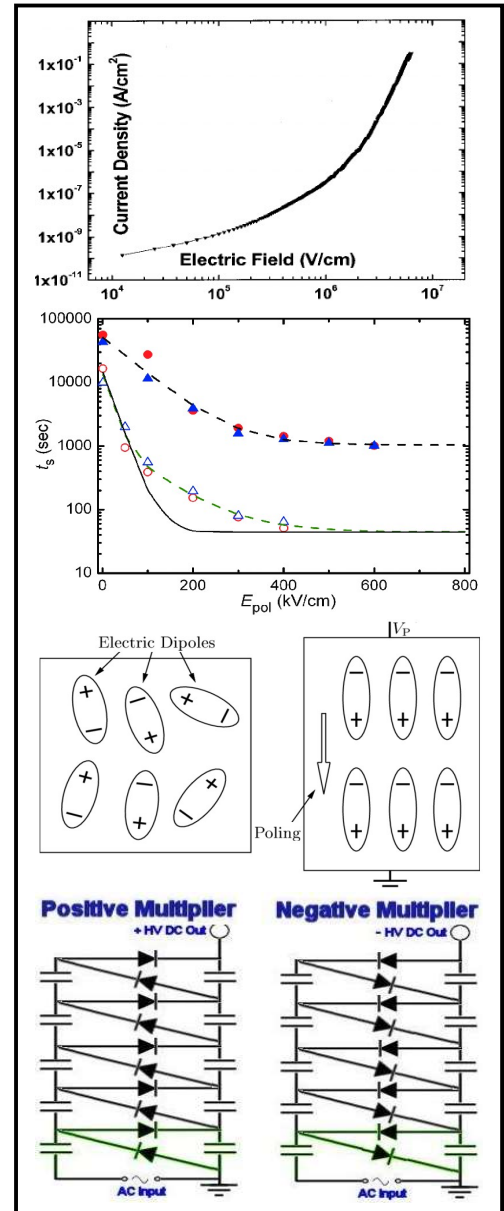 Current Density (A/cm²)
1x10⁻¹
1x10⁻³
1x10⁻⁵
1x10⁻⁷
1x10⁻⁹
1x10⁻¹¹
Electric Field (V/cm)
10⁴ 10⁵ 10⁶ 10⁷
tₛ (sec)
100000
10000
1000
100
10
0 200 400 600 800
E_pol (kV/cm)
Electric Dipoles
+ − − + + −
+ − − + + −
V_P
− − −
+ + +
− − −
+ + +
Poling
Positive Multiplier
+ HV DC Out
AC Input
Negative Multiplier
- HV DC Out
AC Input